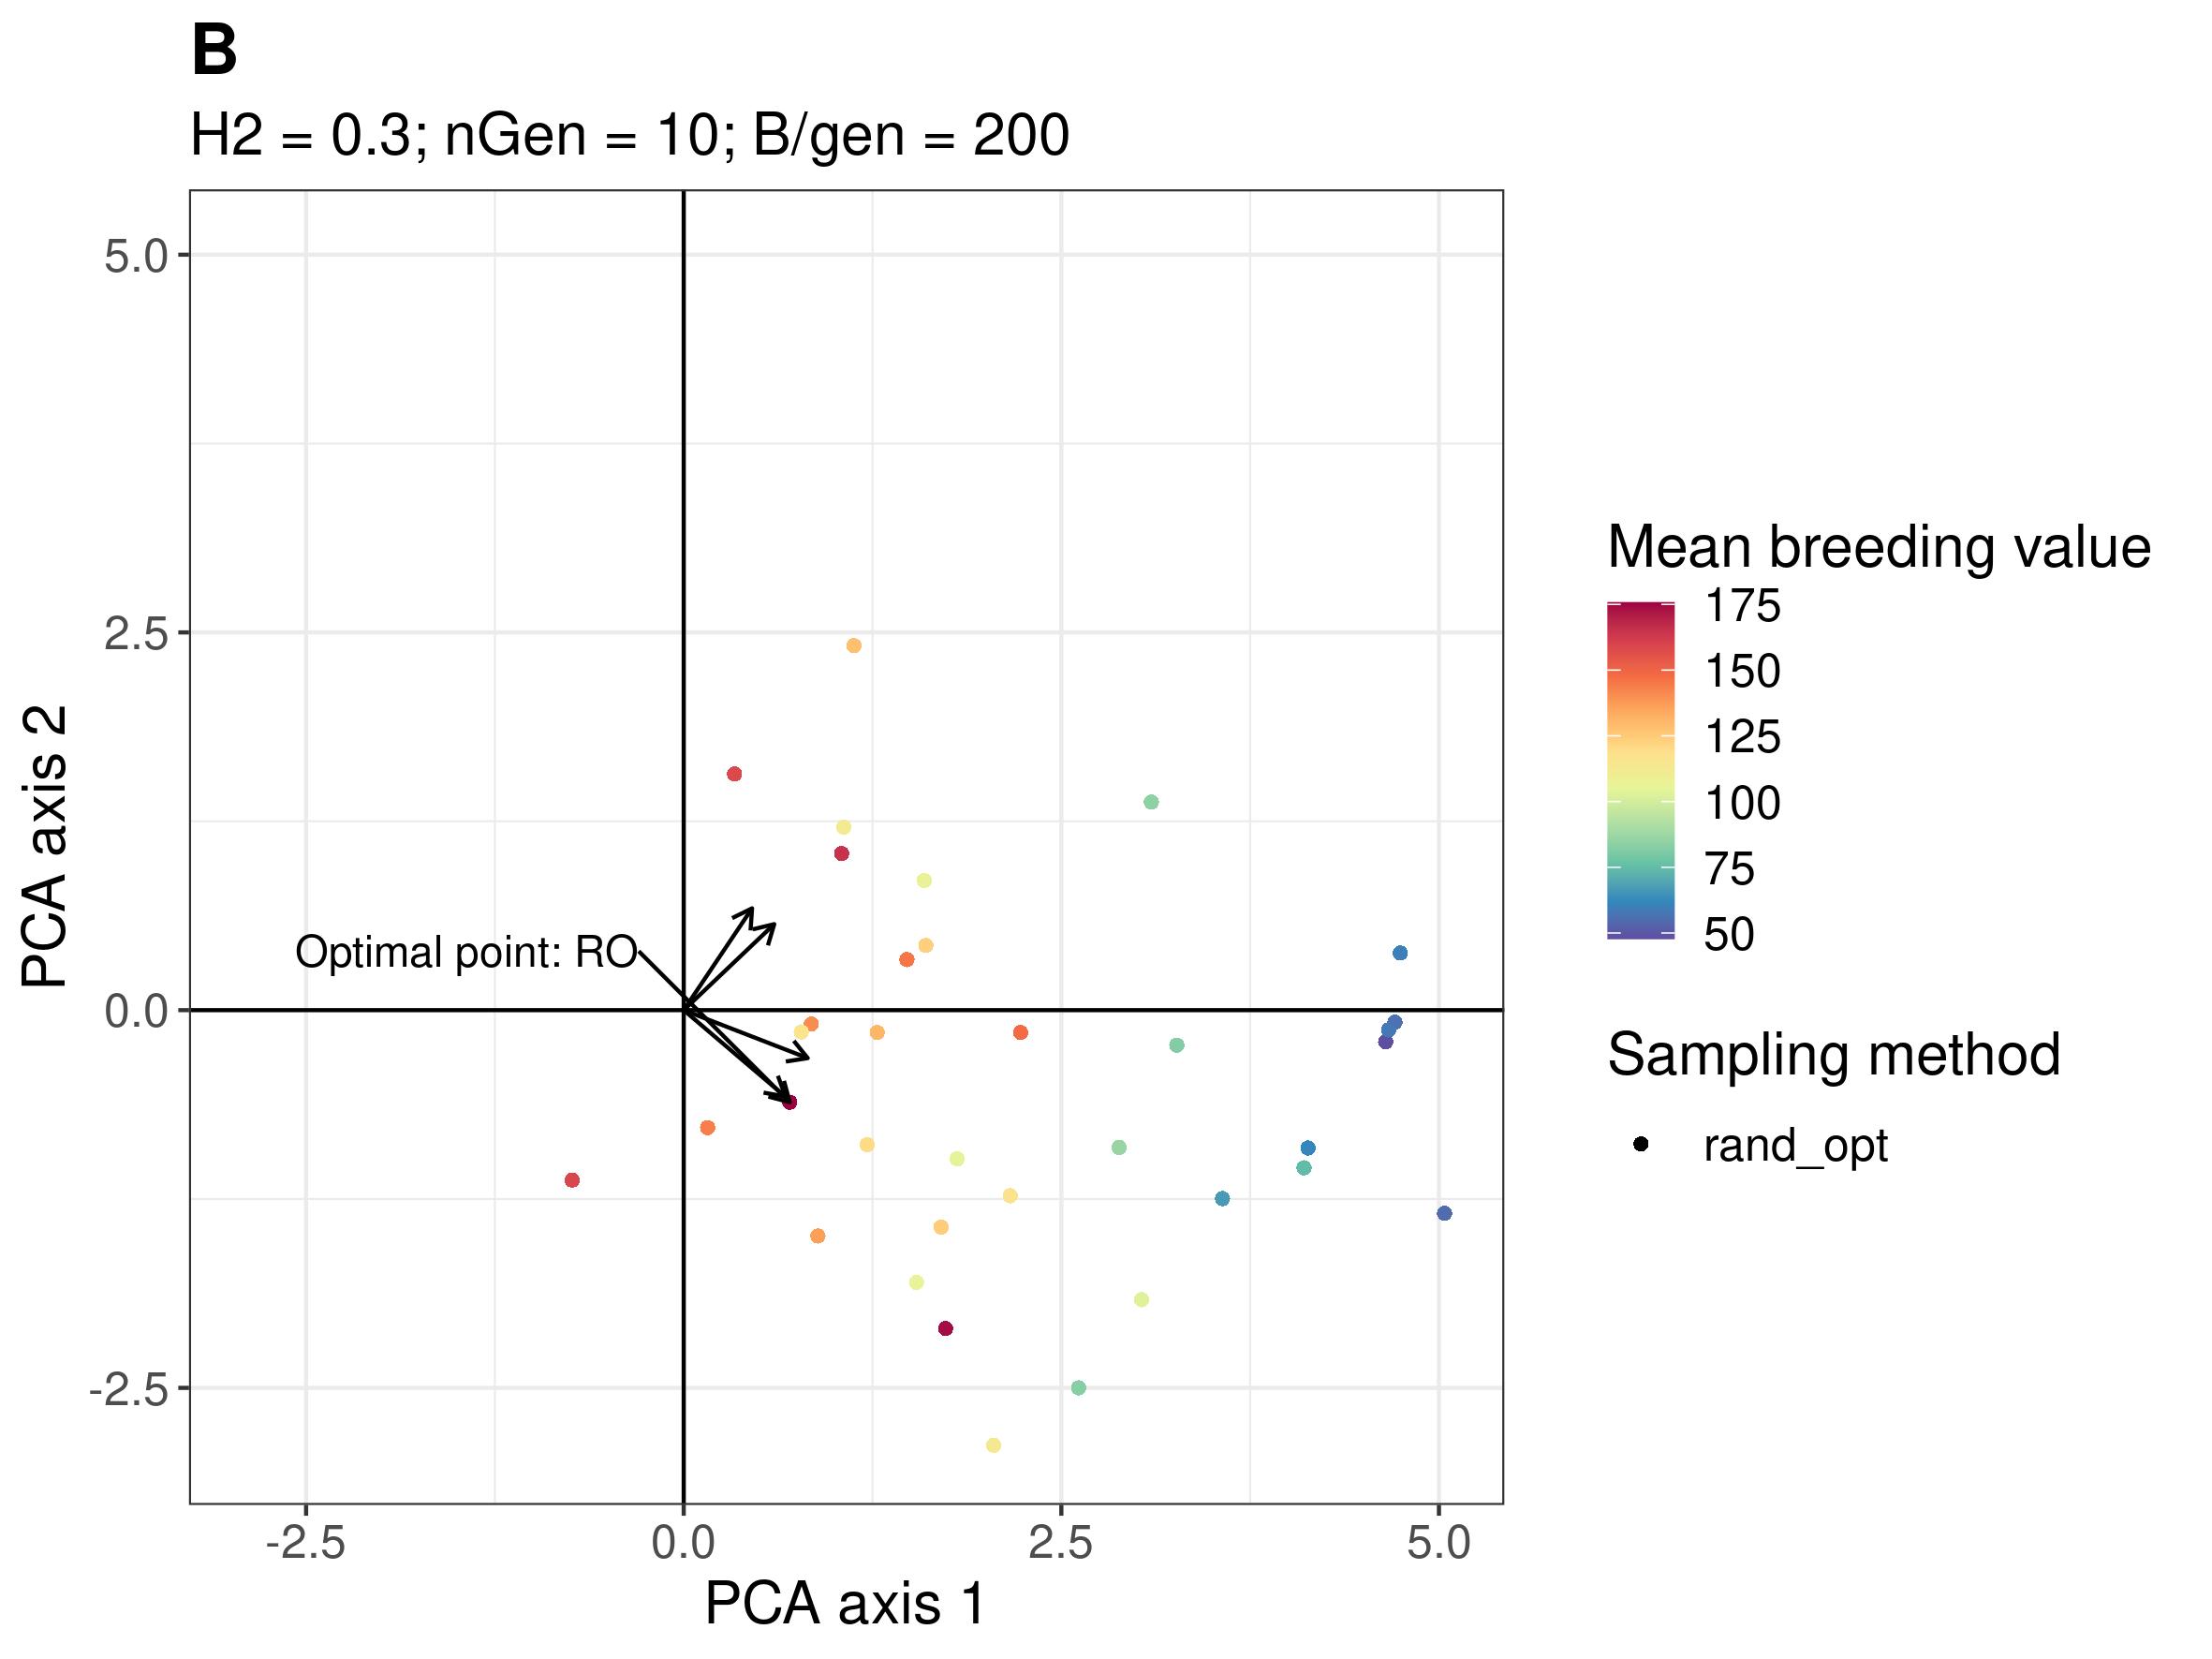 B
H2 = 0.3; nGen = 10; B/gen = 200
PCA axis 2
5.0
2.5
0.0
-2.5
Optimal point: RO
-2.5
0.0
2.5
5.0
PCA axis 1
Mean breeding value
175
150
125
100
75
50
Sampling method
rand_opt